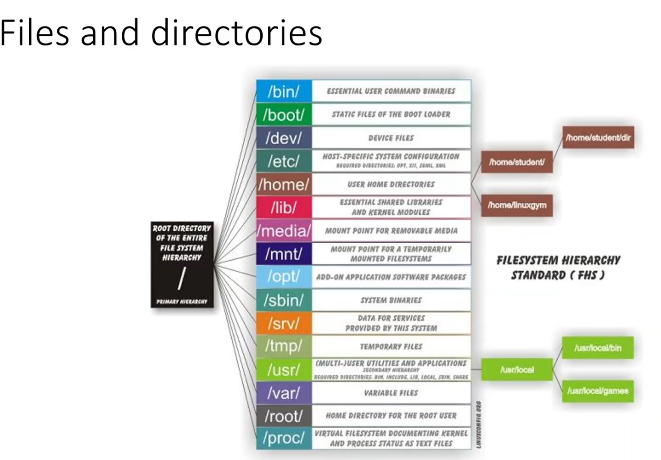 Files and directories
ROOT DIRECTORY
OF THE ENTIRE
FILE SYSTEM
HIERARCHY
/
PRIMARY HIERARCHY
/bin/ ESSENTIAL USER COMMAND BINARIES
/boot/ STATIC FILES OF THE BOOT LOADER
/dev/ DEVICE FILES
/etc/ HOST-SPECIFIC SYSTEM CONFIGURATION
REQUIRED DIRECTORIES: OPT, XII, SGML, XML
/home/ USER HOME DIRECTORIES
/lib/ ESSENTIAL SHARED LIBRARIES
AND KERNEL MODULES
/media/ MOUNT POINT FOR REMOVABLE MEDIA
/mnt/ MOUNT POINT FOR A TEMPORARILY
MOUNTED FILESYSTEMS
/opt/ ADD-ON APPLICATION SOFTWARE PACKAGES
/sbin/ SYSTEM BINARIES
/srv/ DATA FOR SERVICES
PROVIDED BY THIS SYSTEM
/tmp/ TEMPORARY FILES
/usr/ (MULTI-)USER UTILITIES AND APPLICATIONS
SECONDARY HIERARCHY
REQUIRED DIRECTORIES: BIN, INCLUDE, LIB, LOCAL, SBIN, SHARE
/var/ VARIABLE FILES
/root/ HOME DIRECTORY FOR THE ROOT USER
/proc/ VIRTUAL FILESYSTEM DOCUMENTING KERNEL
AND PROCESS STATUS AS TEXT FILES
/home/student/
/home/student/dir
/home/linuxgym
FILESYSTEM HIERARCHY
STANDARD ( FHS )
/usr/local
/usr/local/bin
/usr/local/games
LINUXCONFIG.ORG